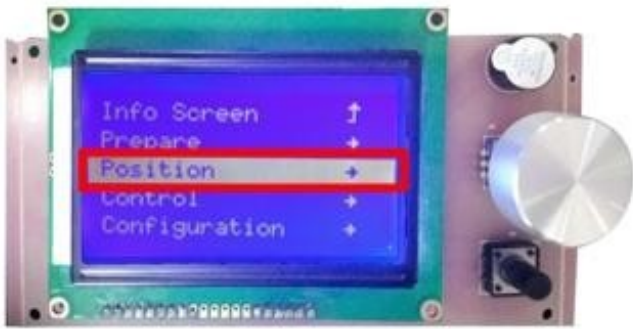 Info Screen
Prepare
Position
Control
Configuration